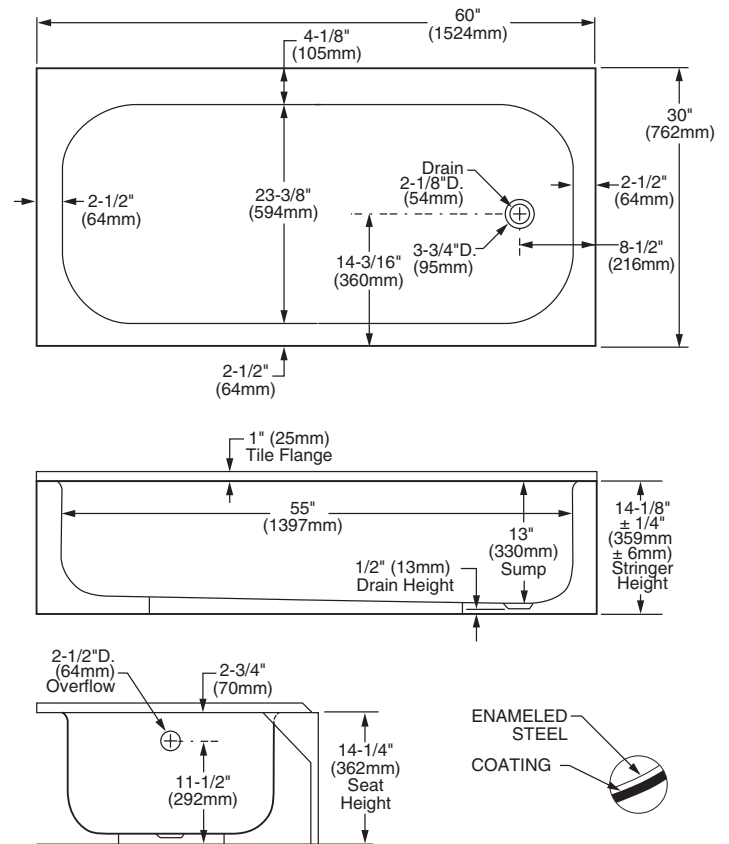 60"
(1524mm)
4-1/8"
(105mm)
30"
(762mm)
Drain
2-1/8"D.
(54mm)
2-1/2"
(64mm)
23-3/8"
(594mm)
2-1/2"
(64mm)
3-3/4"D.
(95mm)
14-3/16"
(360mm)
8-1/2"
(216mm)
2-1/2"
(64mm)
1" (25mm)
Tile Flange
55"
(1397mm)
13"
(330mm)
Sump
14-1/8"
± 1/4"
(359mm
± 6mm)
Stringer
Height
1/2" (13mm)
Drain Height
2-1/2"D.
(64mm)
Overflow
2-3/4"
(70mm)
11-1/2"
(292mm)
14-1/4"
(362mm)
Seat
Height
ENAMELED
STEEL
COATING